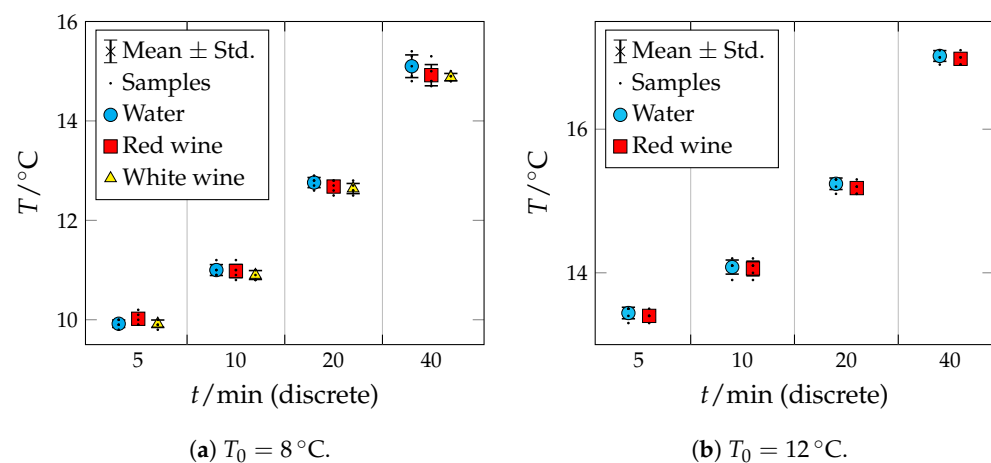 16
14
12
10
T/°C
Mean ± Std.
Samples
Water
Red wine
White wine
5 10 20 40
t/min (discrete)
(a) T₀ = 8 °C.
16
14
T/°C
Mean ± Std.
Samples
Water
Red wine
5 10 20 40
t/min (discrete)
(b) T₀ = 12 °C.